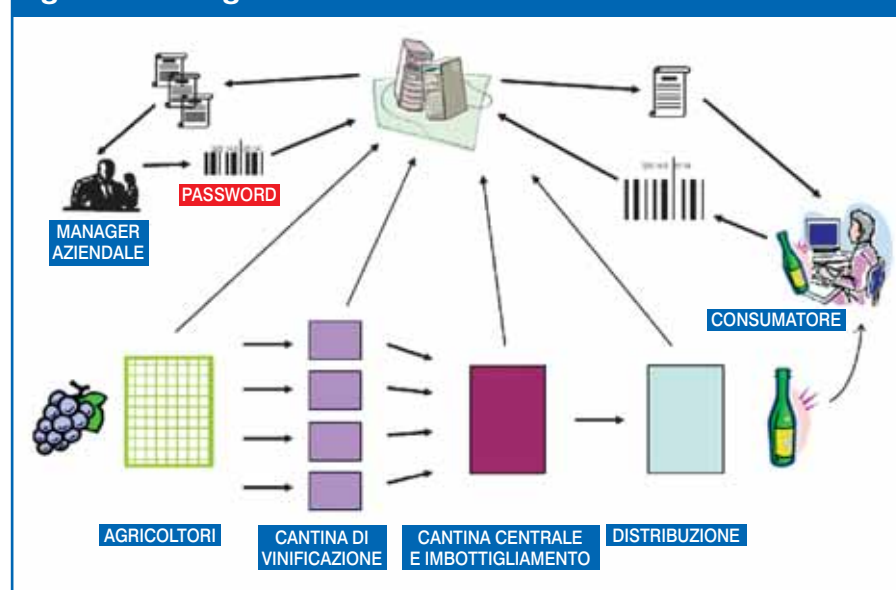 PASSWORD
MANAGER
AZIENDALE
CONSUMATORE
AGRICOLTORI
CANTINA DI
VINIFICAZIONE
CANTINA CENTRALE
E IMBOTTIGLIAMENTO
DISTRIBUZIONE